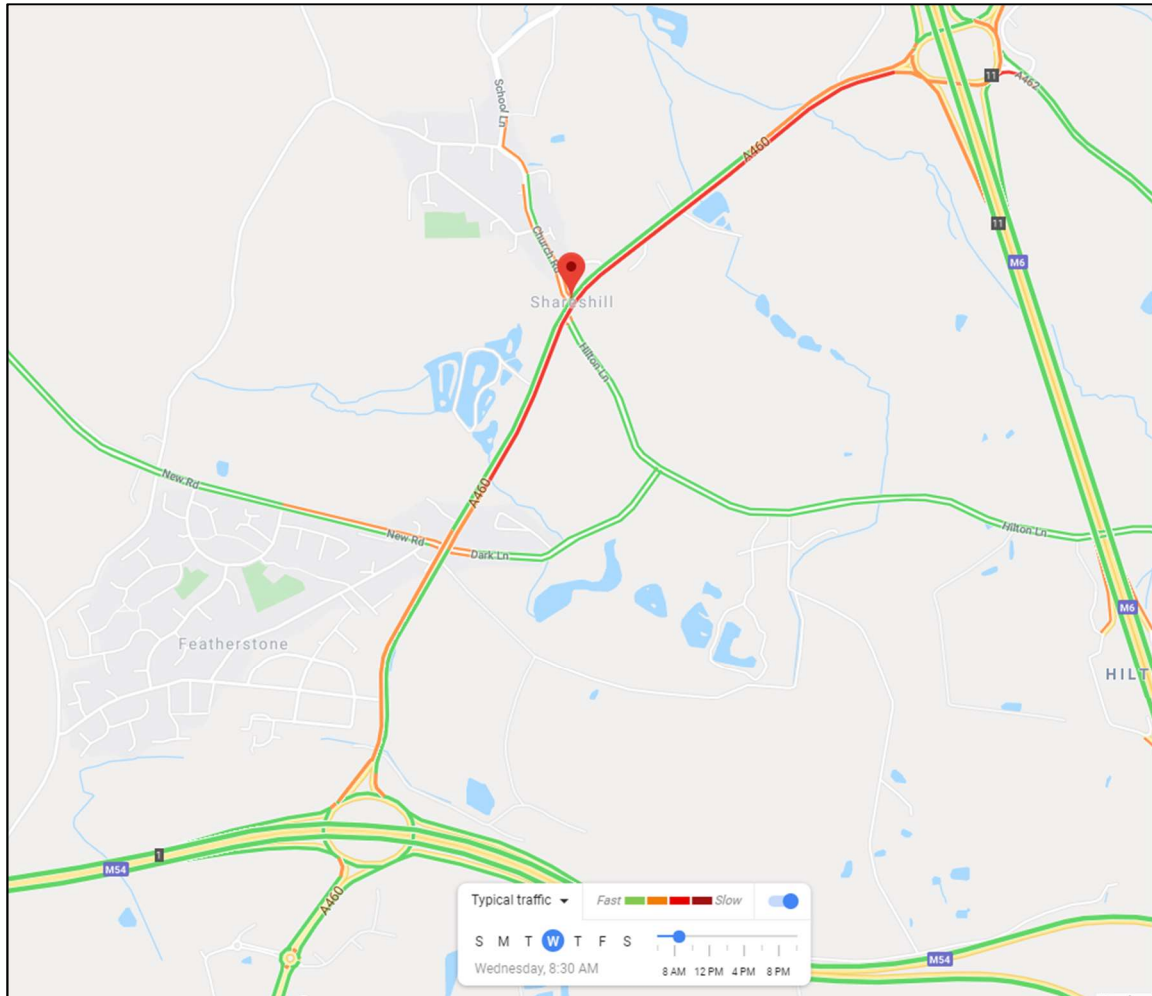 School Ln
11
A462
A460
11
Church Rd
M6
Shareshill
Hilton Ln
New Rd
A460
New Rd
Dark Ln
Hilton Ln
M6
Featherstone
HILT
1
M54
A460
Typical traffic
Fast
Slow
S M T W T F S
Wednesday, 8:30 AM
8 AM 12 PM 4 PM 8 PM
M54